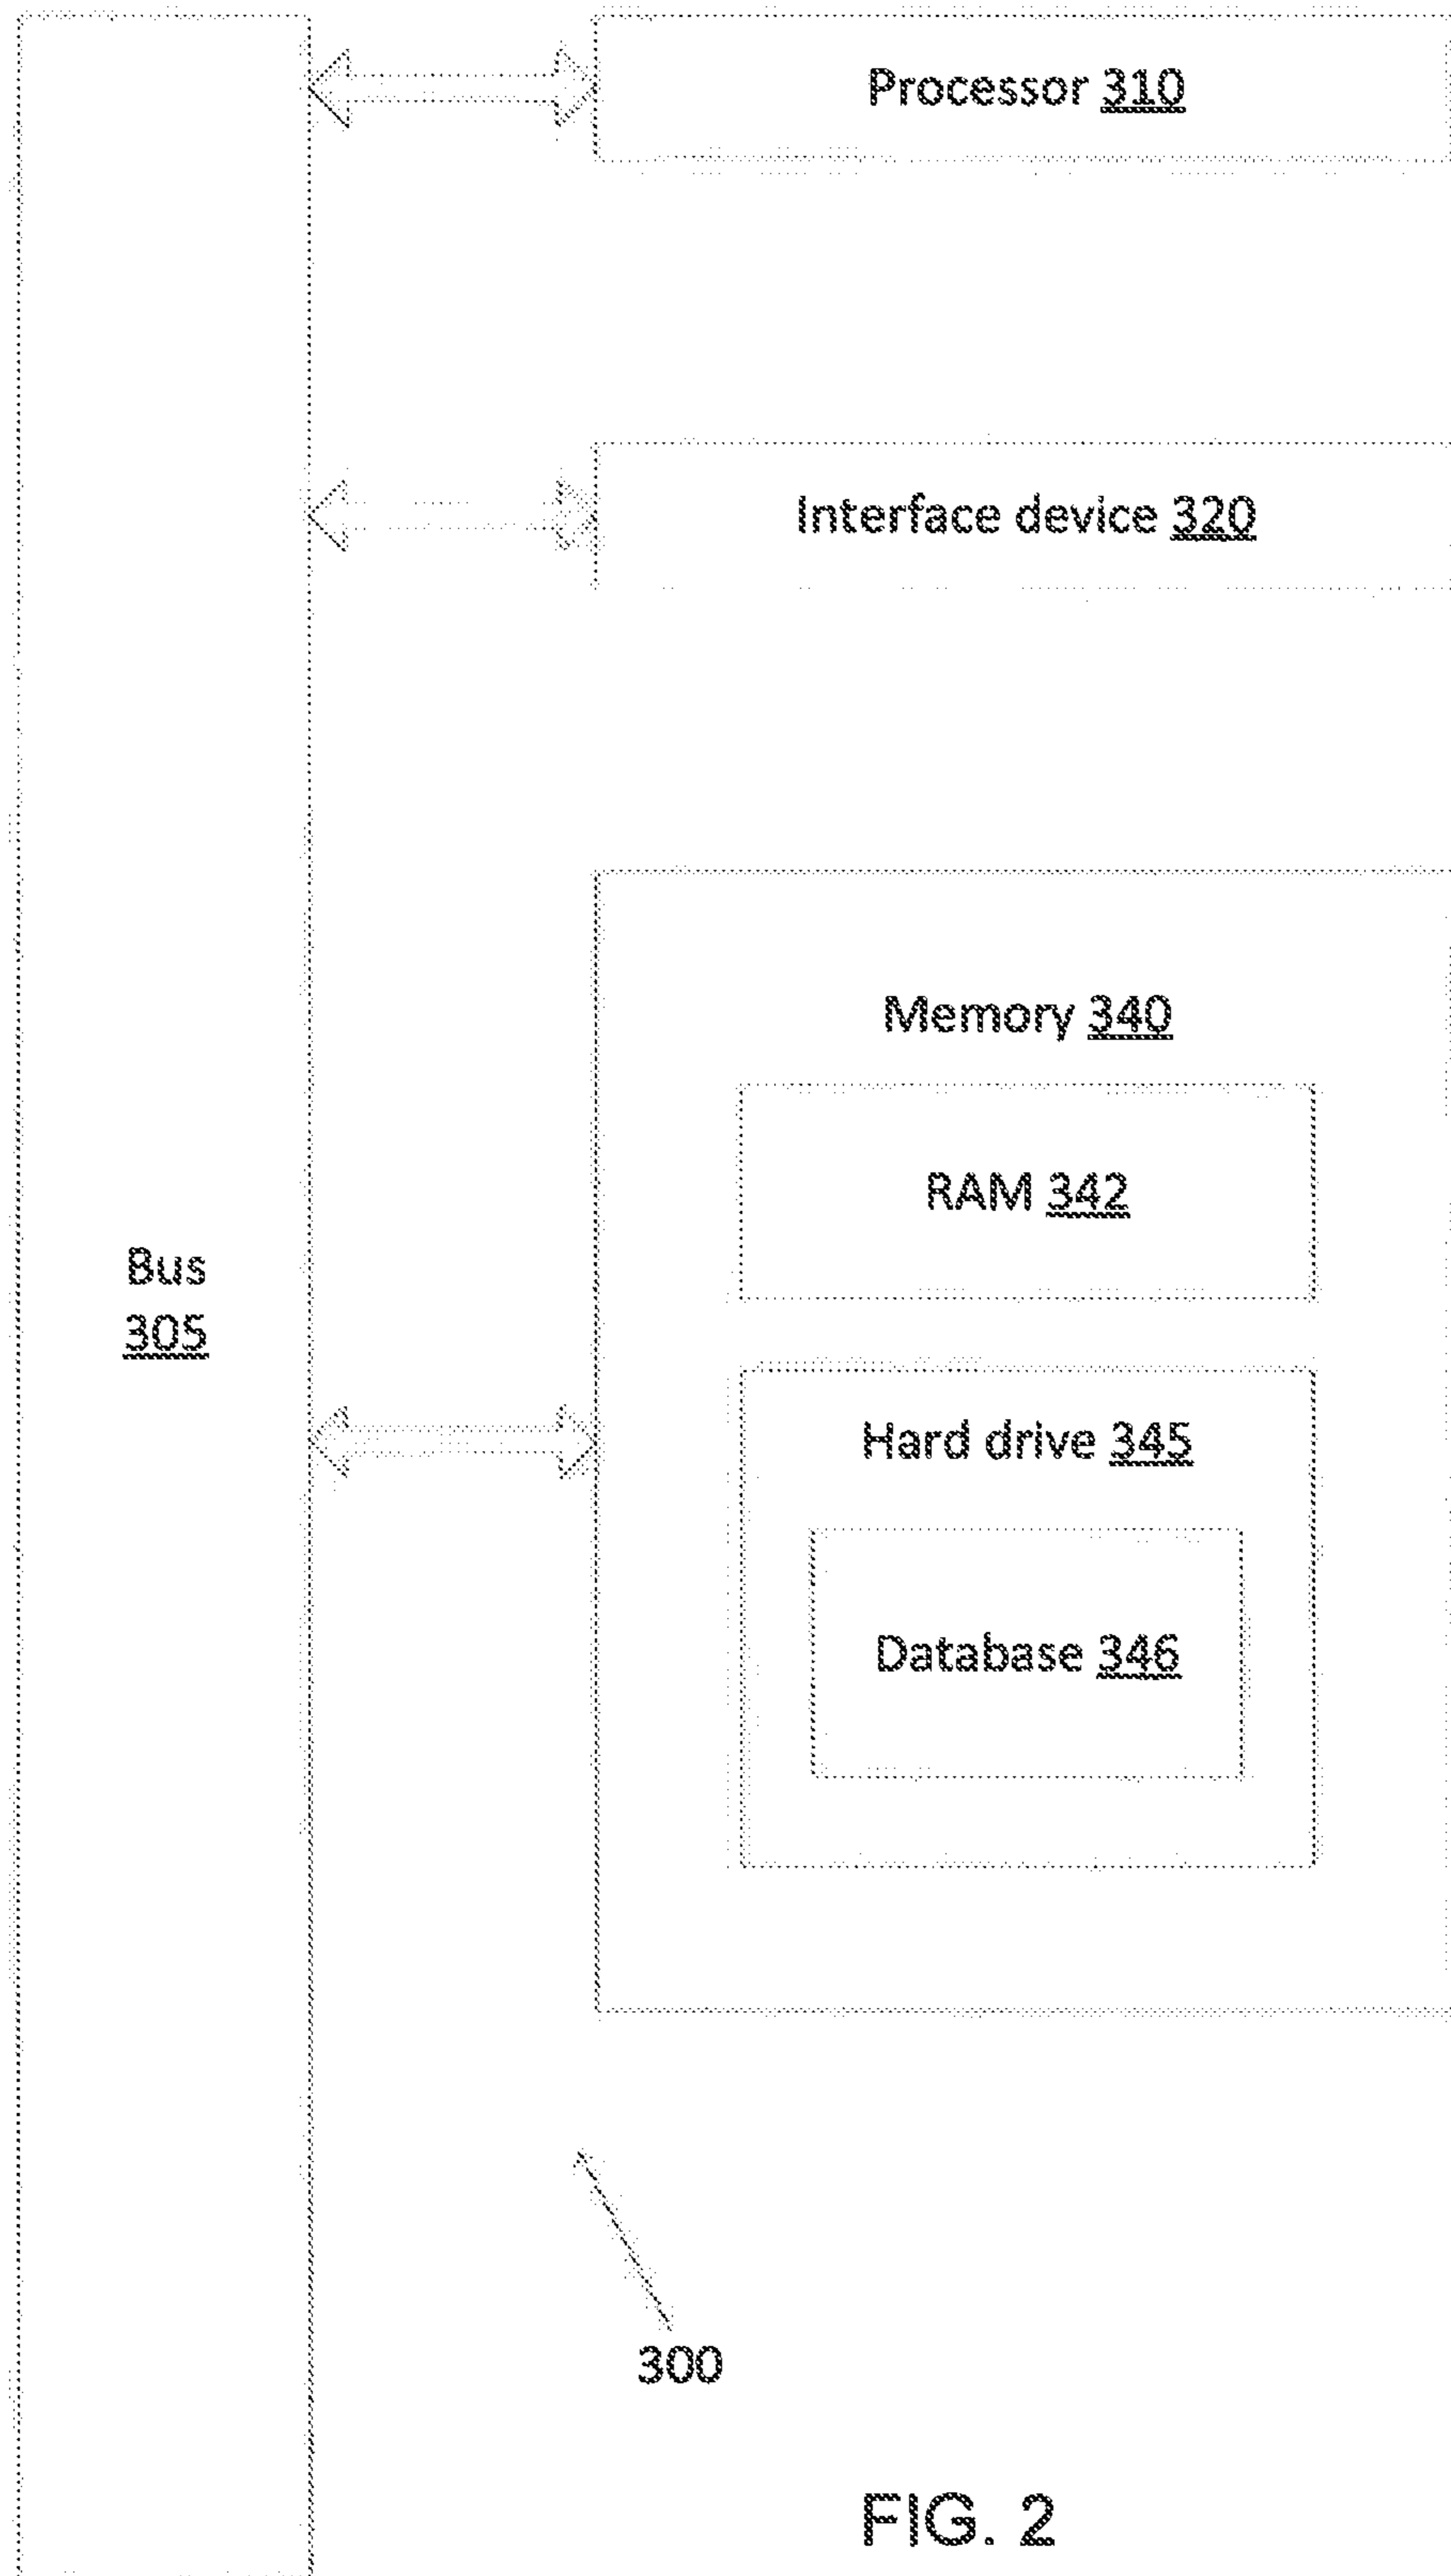 Processor 310
Interface device 320
Memory 340
RAM 342
Bus
305
Hard drive 345
Database 346
300
FIG. 2